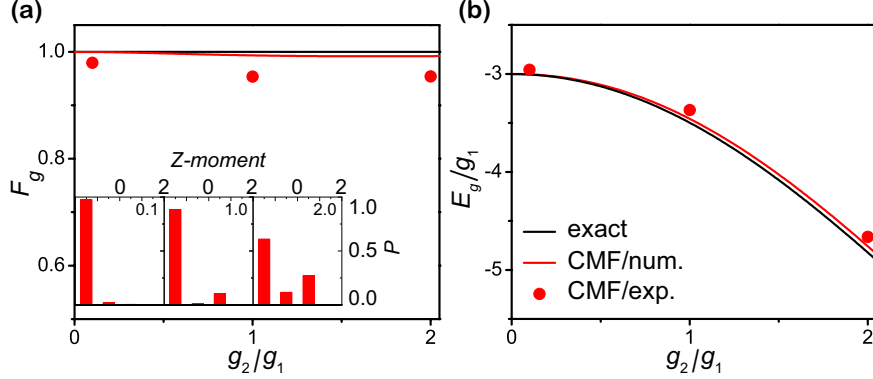 (a)
1.0
0.8
0.6
F_g
Z-moment
0 2 0 2 0 2
0.1 1.0 2.0
1.0
0.5
0.0
P
0 1 2
g_2/g_1
(b)
-3
-4
-5
E_g/g_1
exact
CMF/num.
CMF/exp.
0 1 2
g_2/g_1